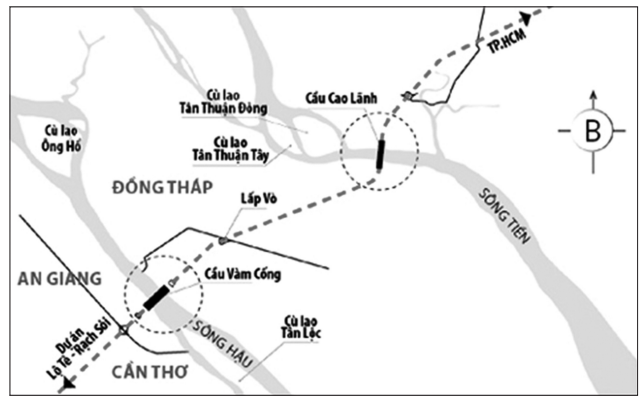 TP.HCM
Cù lao
Tân Thuận Đông
Cầu Cao Lãnh
Cù lao
Ông Hổ
Cù lao
Tân Thuận Tây
B
ĐỒNG THÁP
Lấp Vò
SÔNG TIỀN
AN GIANG
Cầu Vàm Cống
Dự án
Lộ Tẻ - Rạch Sỏi
SÔNG HẬU
Cù lao
Tân Lộc
CẦN THƠ